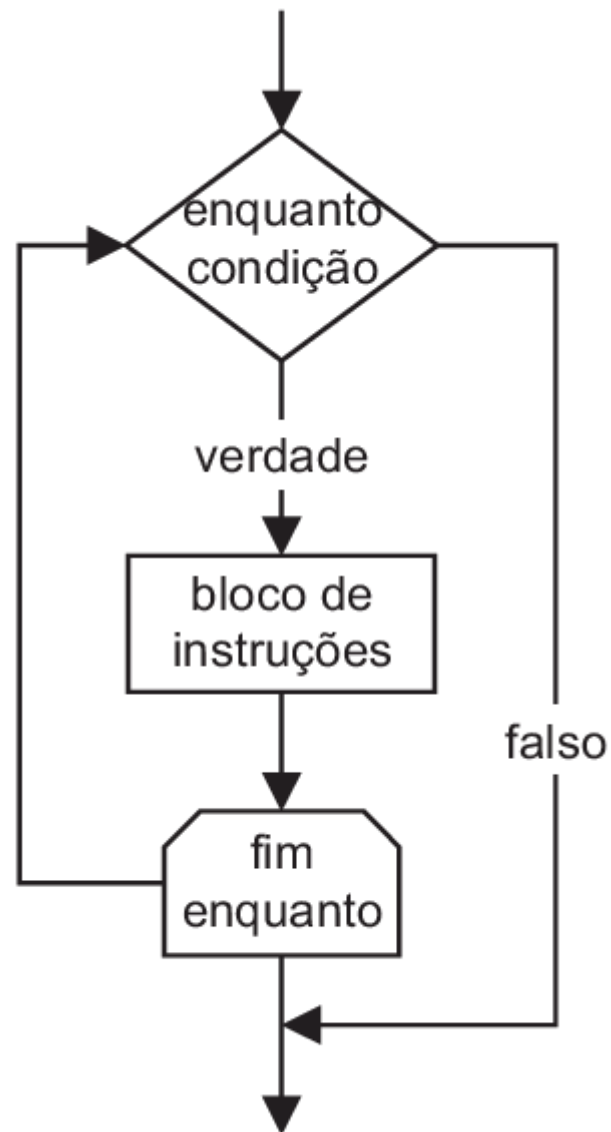 enquanto
condição
verdade
bloco de
instruções
falso
fim
enquanto